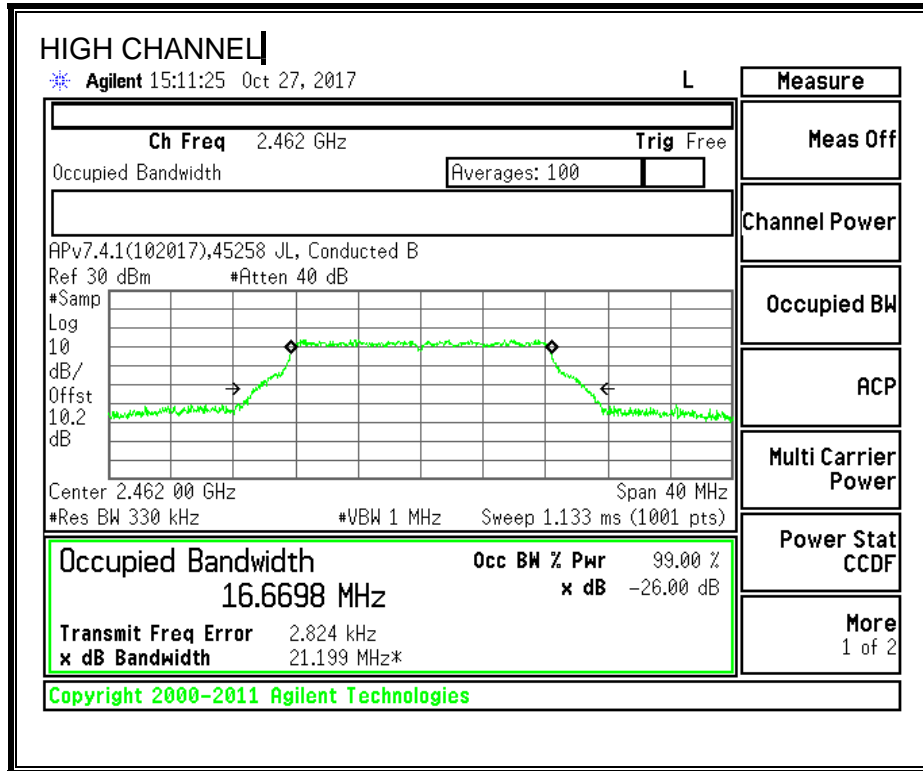 HIGH CHANNEL
Agilent 15:11:25 Oct 27, 2017 L
Measure
Ch Freq 2.462 GHz Trig Free
Occupied Bandwidth Averages: 100
APv7.4.1(102017),45258 JL, Conducted B
Ref 30 dBm #Atten 40 dB
#Samp
Log
10
dB/
Offst
10.2
dB
Center 2.462 00 GHz Span 40 MHz
#Res BW 330 kHz #VBW 1 MHz Sweep 1.133 ms (1001 pts)
Occupied Bandwidth Occ BW % Pwr 99.00 %
16.6698 MHz x dB -26.00 dB
Transmit Freq Error 2.824 kHz
x dB Bandwidth 21.199 MHz*
Meas Off
Channel Power
Occupied BW
ACP
Multi Carrier
Power
Power Stat
CCDF
More
1 of 2
Copyright 2000-2011 Agilent Technologies